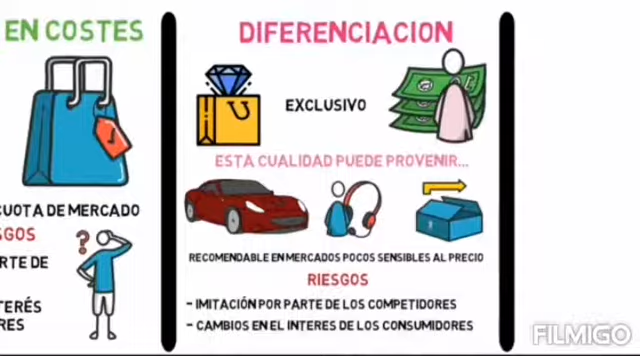 EN COSTES
CUOTA DE MERCADO
SGOS
RTE DE
TERÉS
RES
DIFERENCIACION
EXCLUSIVO
ESTA CUALIDAD PUEDE PROVENIR...
RECOMENDABLE EN MERCADOS POCOS SENSIBLES AL PRECIO
RIESGOS
- IMITACIÓN POR PARTE DE LOS COMPETIDORES
- CAMBIOS EN EL INTERES DE LOS CONSUMIDORES
FILMIGO